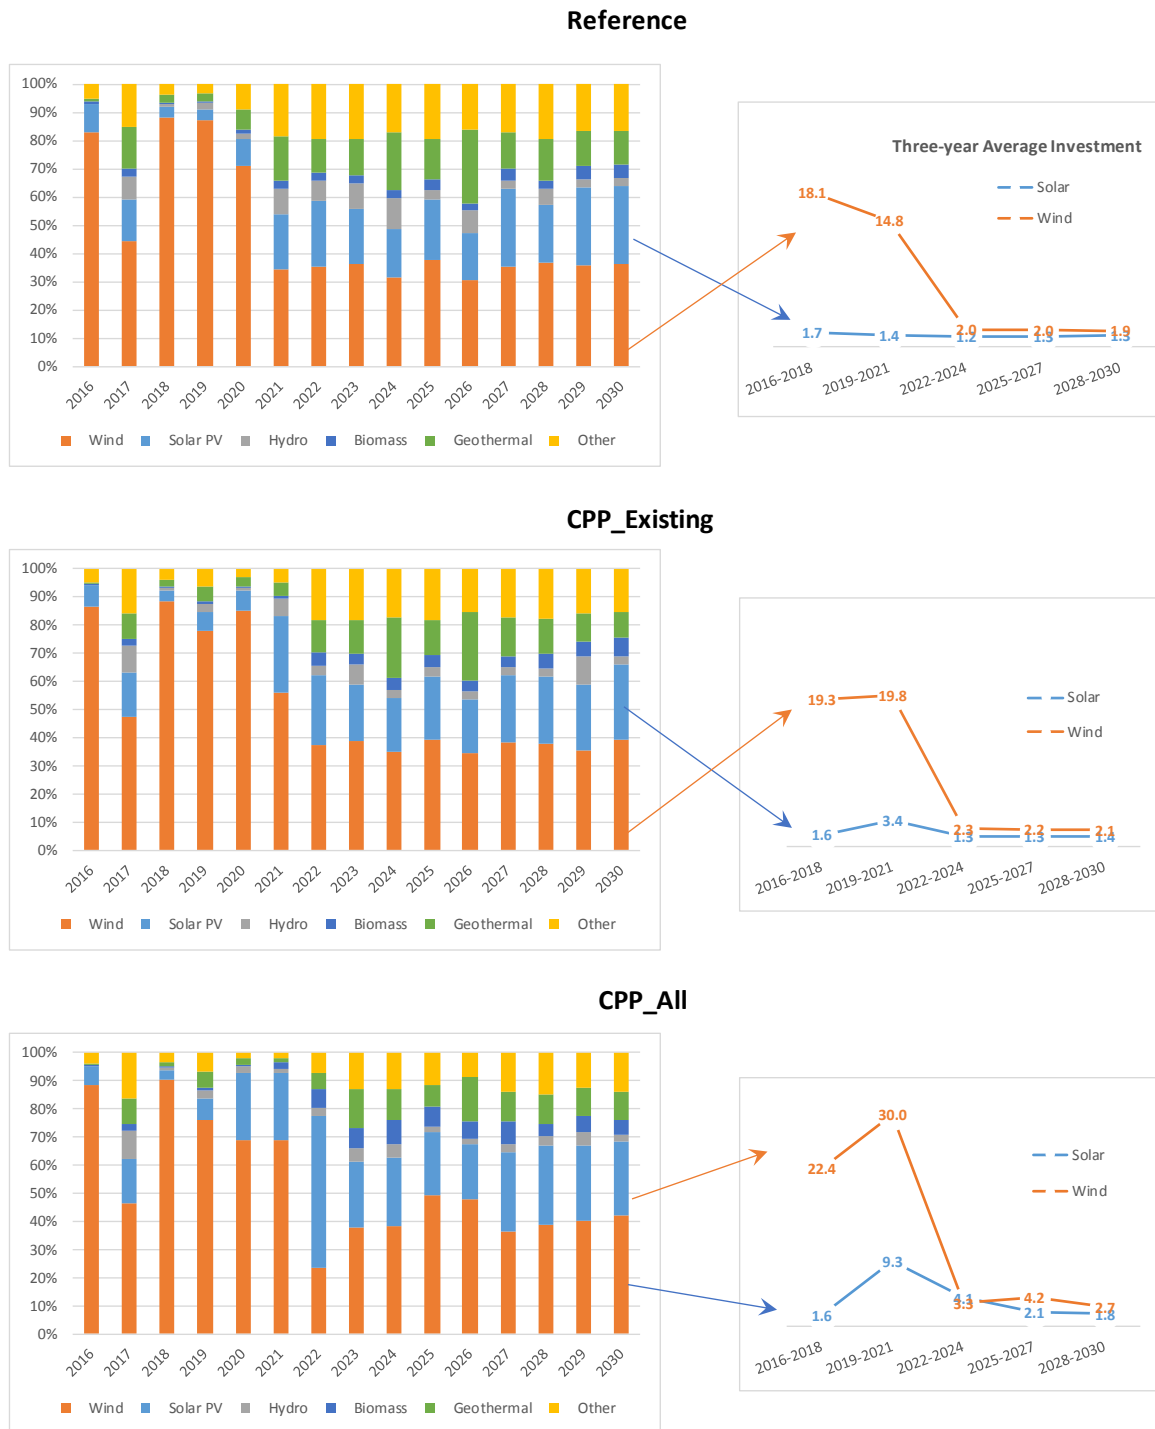 Reference
100%
90%
80%
70%
60%
50%
40%
30%
20%
10%
0%
2016 2017 2018 2019 2020 2021 2022 2023 2024 2025 2026 2027 2028 2029 2030
Wind Solar PV Hydro Biomass Geothermal Other
Three-year Average Investment
Solar
Wind
18.1 14.8 2.0 2.0 1.9
1.7 1.4 1.2 1.3 1.3
2016-2018 2019-2021 2022-2024 2025-2027 2028-2030
CPP_Existing
100%
90%
80%
70%
60%
50%
40%
30%
20%
10%
0%
2016 2017 2018 2019 2020 2021 2022 2023 2024 2025 2026 2027 2028 2029 2030
Wind Solar PV Hydro Biomass Geothermal Other
Solar
Wind
19.3 19.8 2.3 2.2 2.1
1.6 3.4 1.3 1.3 1.4
2016-2018 2019-2021 2022-2024 2025-2027 2028-2030
CPP_All
100%
90%
80%
70%
60%
50%
40%
30%
20%
10%
0%
2016 2017 2018 2019 2020 2021 2022 2023 2024 2025 2026 2027 2028 2029 2030
Wind Solar PV Hydro Biomass Geothermal Other
Solar
Wind
22.4 30.0 3.3 4.2 2.7
1.6 9.3 4.1 2.1 1.8
2016-2018 2019-2021 2022-2024 2025-2027 2028-2030